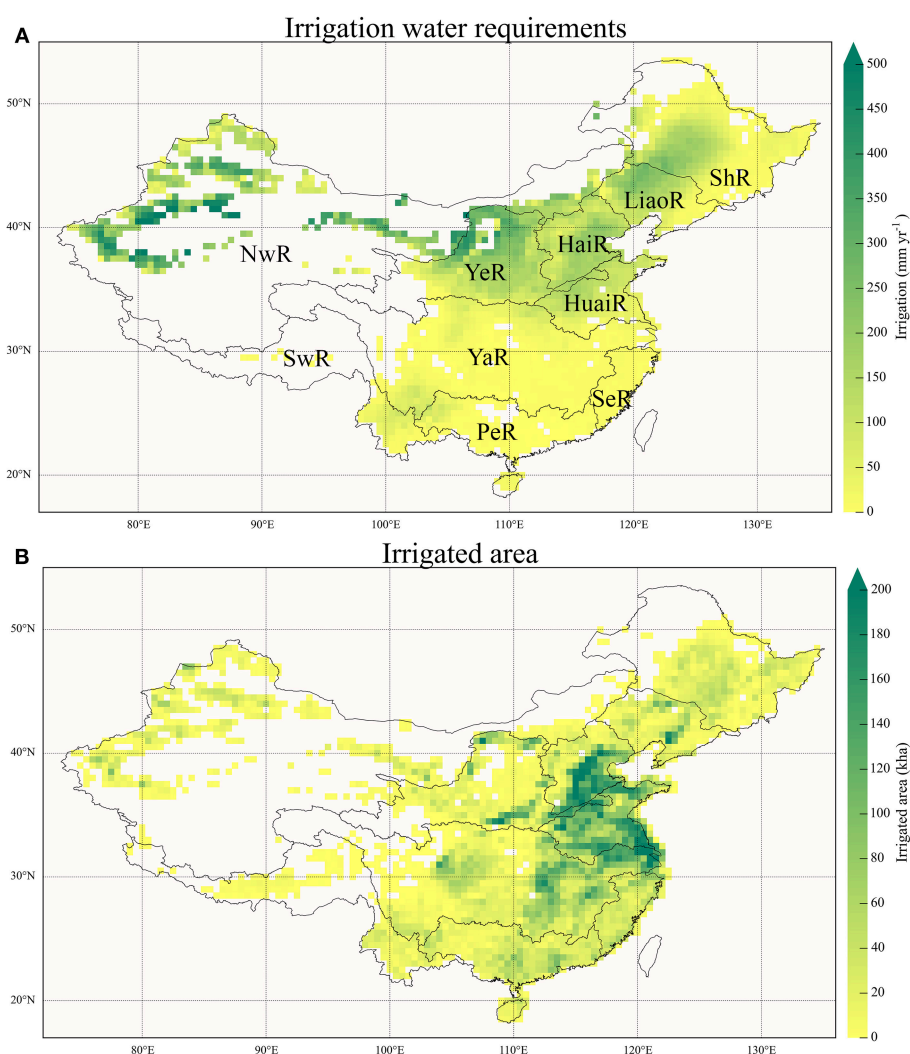 A
Irrigation water requirements
50°N
40°N
30°N
20°N
80°E
90°E
100°E
110°E
120°E
130°E
ShR
LiaoR
HaiR
NwR
YeR
HuaiR
SwR
YaR
SeR
PeR
500
450
400
350
300
250
200
150
100
50
0
Irrigation (mm yr⁻¹)
B
Irrigated area
50°N
40°N
30°N
20°N
80°E
90°E
100°E
110°E
120°E
130°E
200
180
160
140
120
100
80
60
40
20
0
Irrigated area (kha)